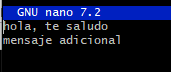 GNU nano 7.2
hola, te saludo
mensaje adicional